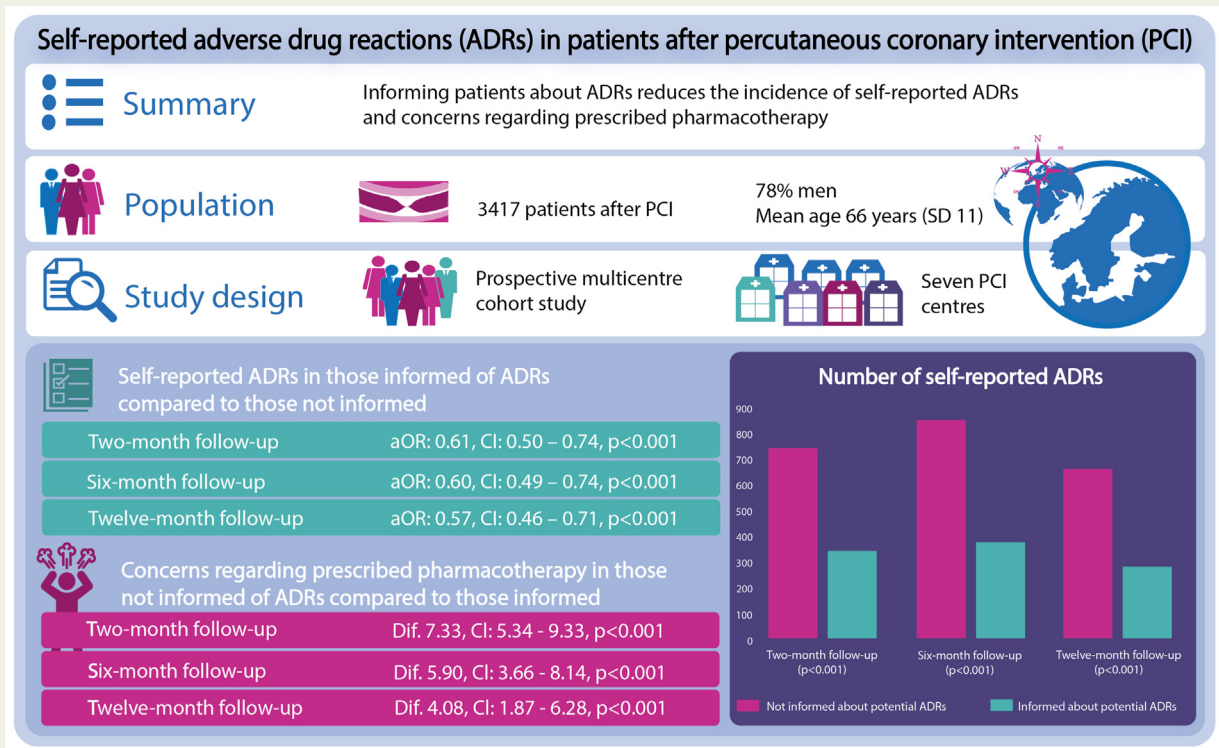 Self-reported adverse drug reactions (ADRs) in patients after percutaneous coronary intervention (PCI)
Summary
Informing patients about ADRs reduces the incidence of self-reported ADRs
and concerns regarding prescribed pharmacotherapy
Population
3417 patients after PCI
78% men
Mean age 66 years (SD 11)
N
W
Study design
Prospective multicentre
cohort study
Seven PCI
centres
Self-reported ADRs in those informed of ADRs
compared to those not informed
Two-month follow-up aOR: 0.61, CI: 0.50 – 0.74, p<0.001
Six-month follow-up aOR: 0.60, CI: 0.49 – 0.74, p<0.001
Twelve-month follow-up aOR: 0.57, CI: 0.46 – 0.71, p<0.001
Concerns regarding prescribed pharmacotherapy in those
not informed of ADRs compared to those informed
Two-month follow-up Dif. 7.33, CI: 5.34 - 9.33, p<0.001
Six-month follow-up Dif. 5.90, CI: 3.66 - 8.14, p<0.001
Twelve-month follow-up Dif. 4.08, CI: 1.87 - 6.28, p<0.001
Number of self-reported ADRs
900
800
700
600
500
400
300
200
100
0
Two-month follow-up
(p<0.001)
Six-month follow-up
(p<0.001)
Twelve-month follow-up
(p<0.001)
Not informed about potential ADRs
Informed about potential ADRs